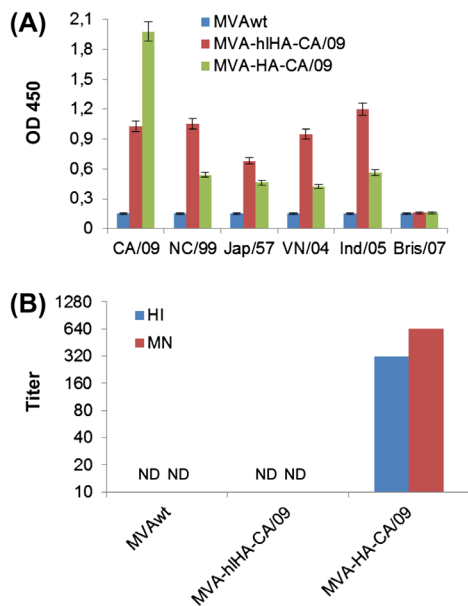 (A)
MVAwt
MVA-hlHA-CA/09
MVA-HA-CA/09
OD 450
2,1
1,8
1,5
1,2
0,9
0,6
0,3
0
CA/09 NC/99 Jap/57 VN/04 Ind/05 Bris/07
(B)
HI
MN
Titer
1280
640
320
160
80
40
20
10
ND ND ND ND
MVAwt
MVA-hlHA-CA/09
MVA-HA-CA/09